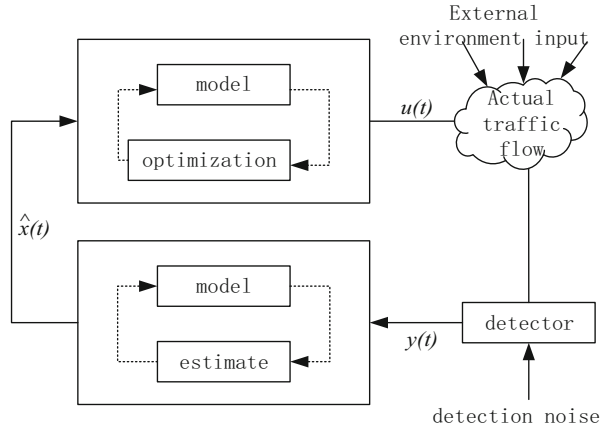 External
environment input
model
Actual
traffic
flow
u(t)
optimization
x̂(t)
model
detector
y(t)
estimate
detection noise